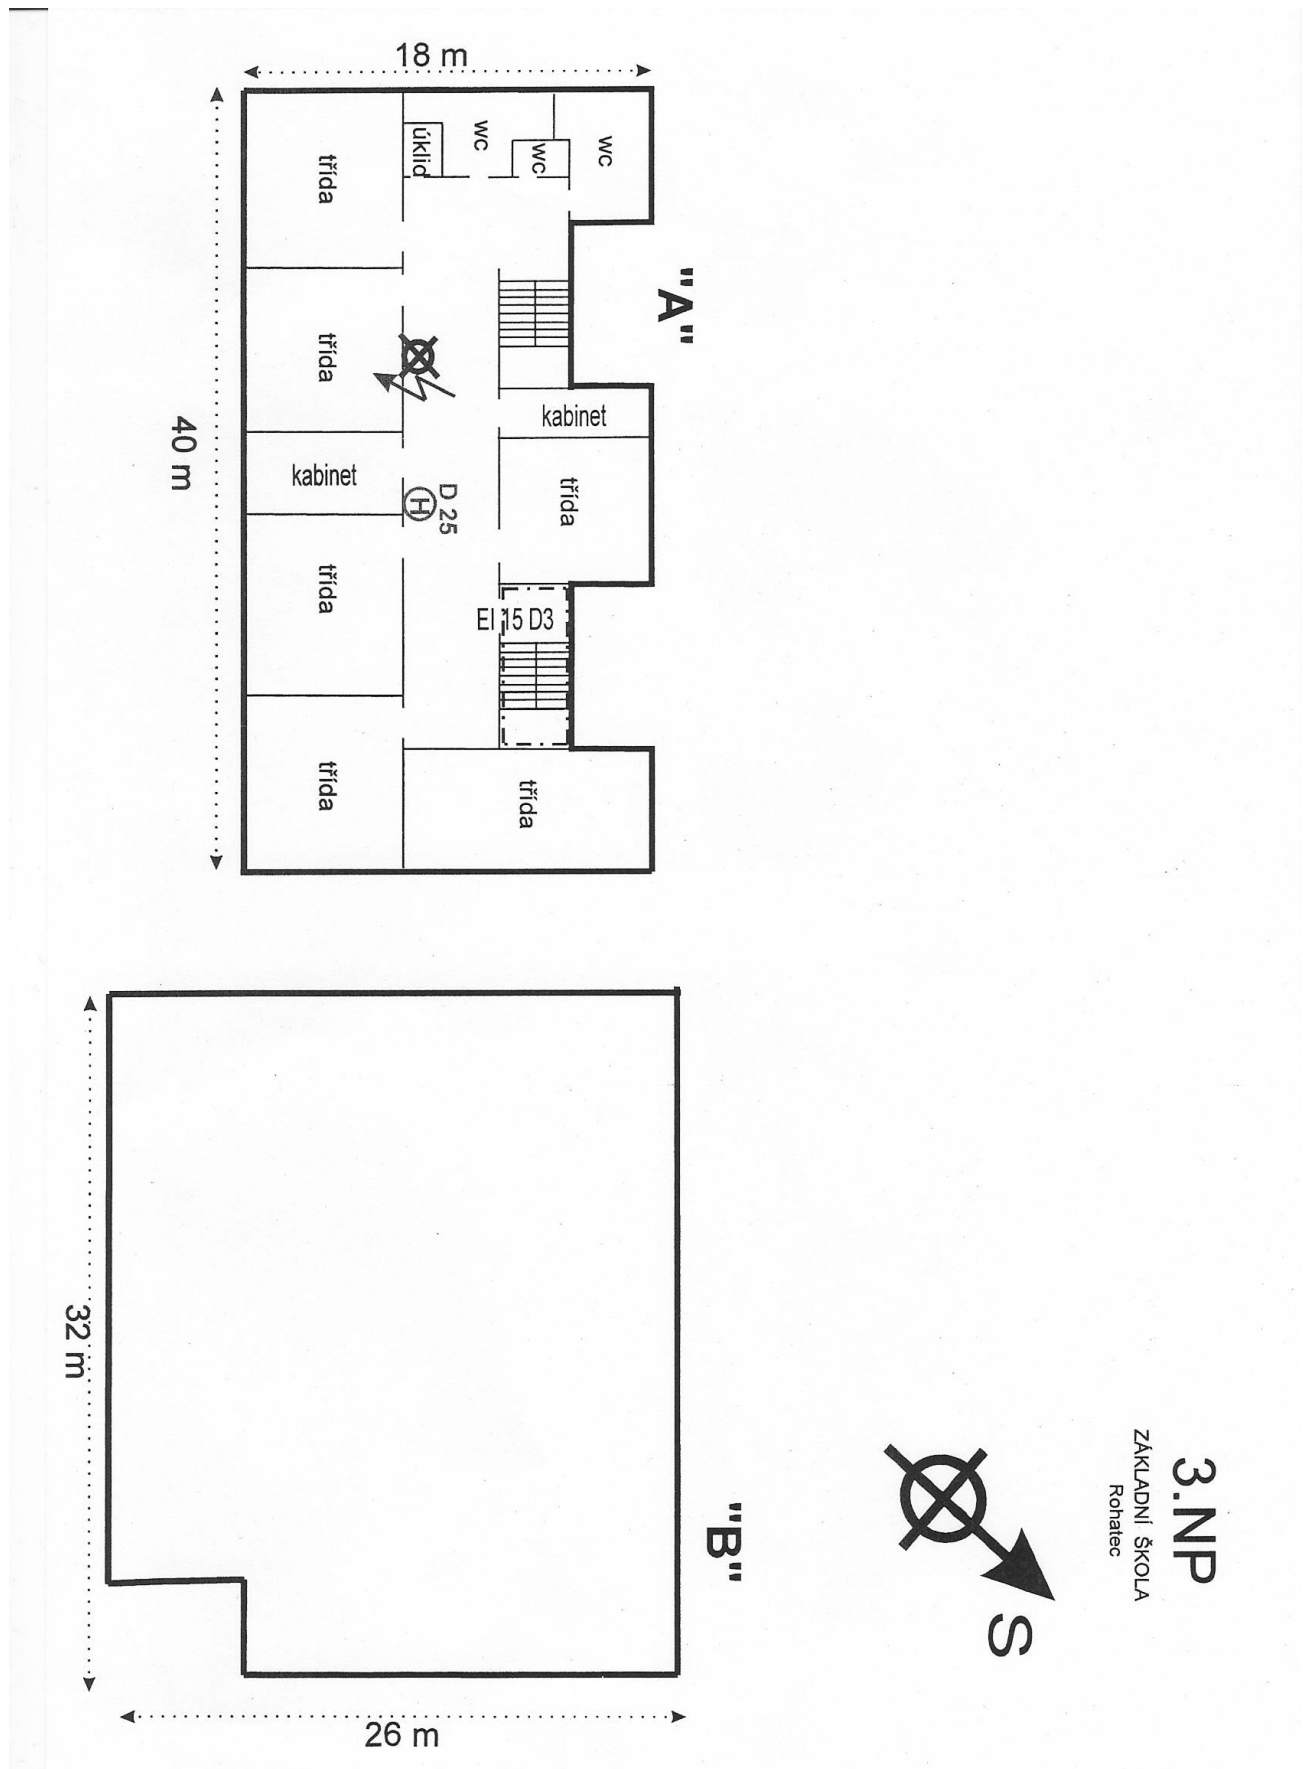 3.NP
ZÁKLADNÍ ŠKOLA
Rohatec
S
"A"
18 m
40 m
třída
úklid
wc
wc
wc
třída
kabinet
kabinet
třída
D 25
H
třída
EI 15 D3
třída
třída
"B"
32 m
26 m